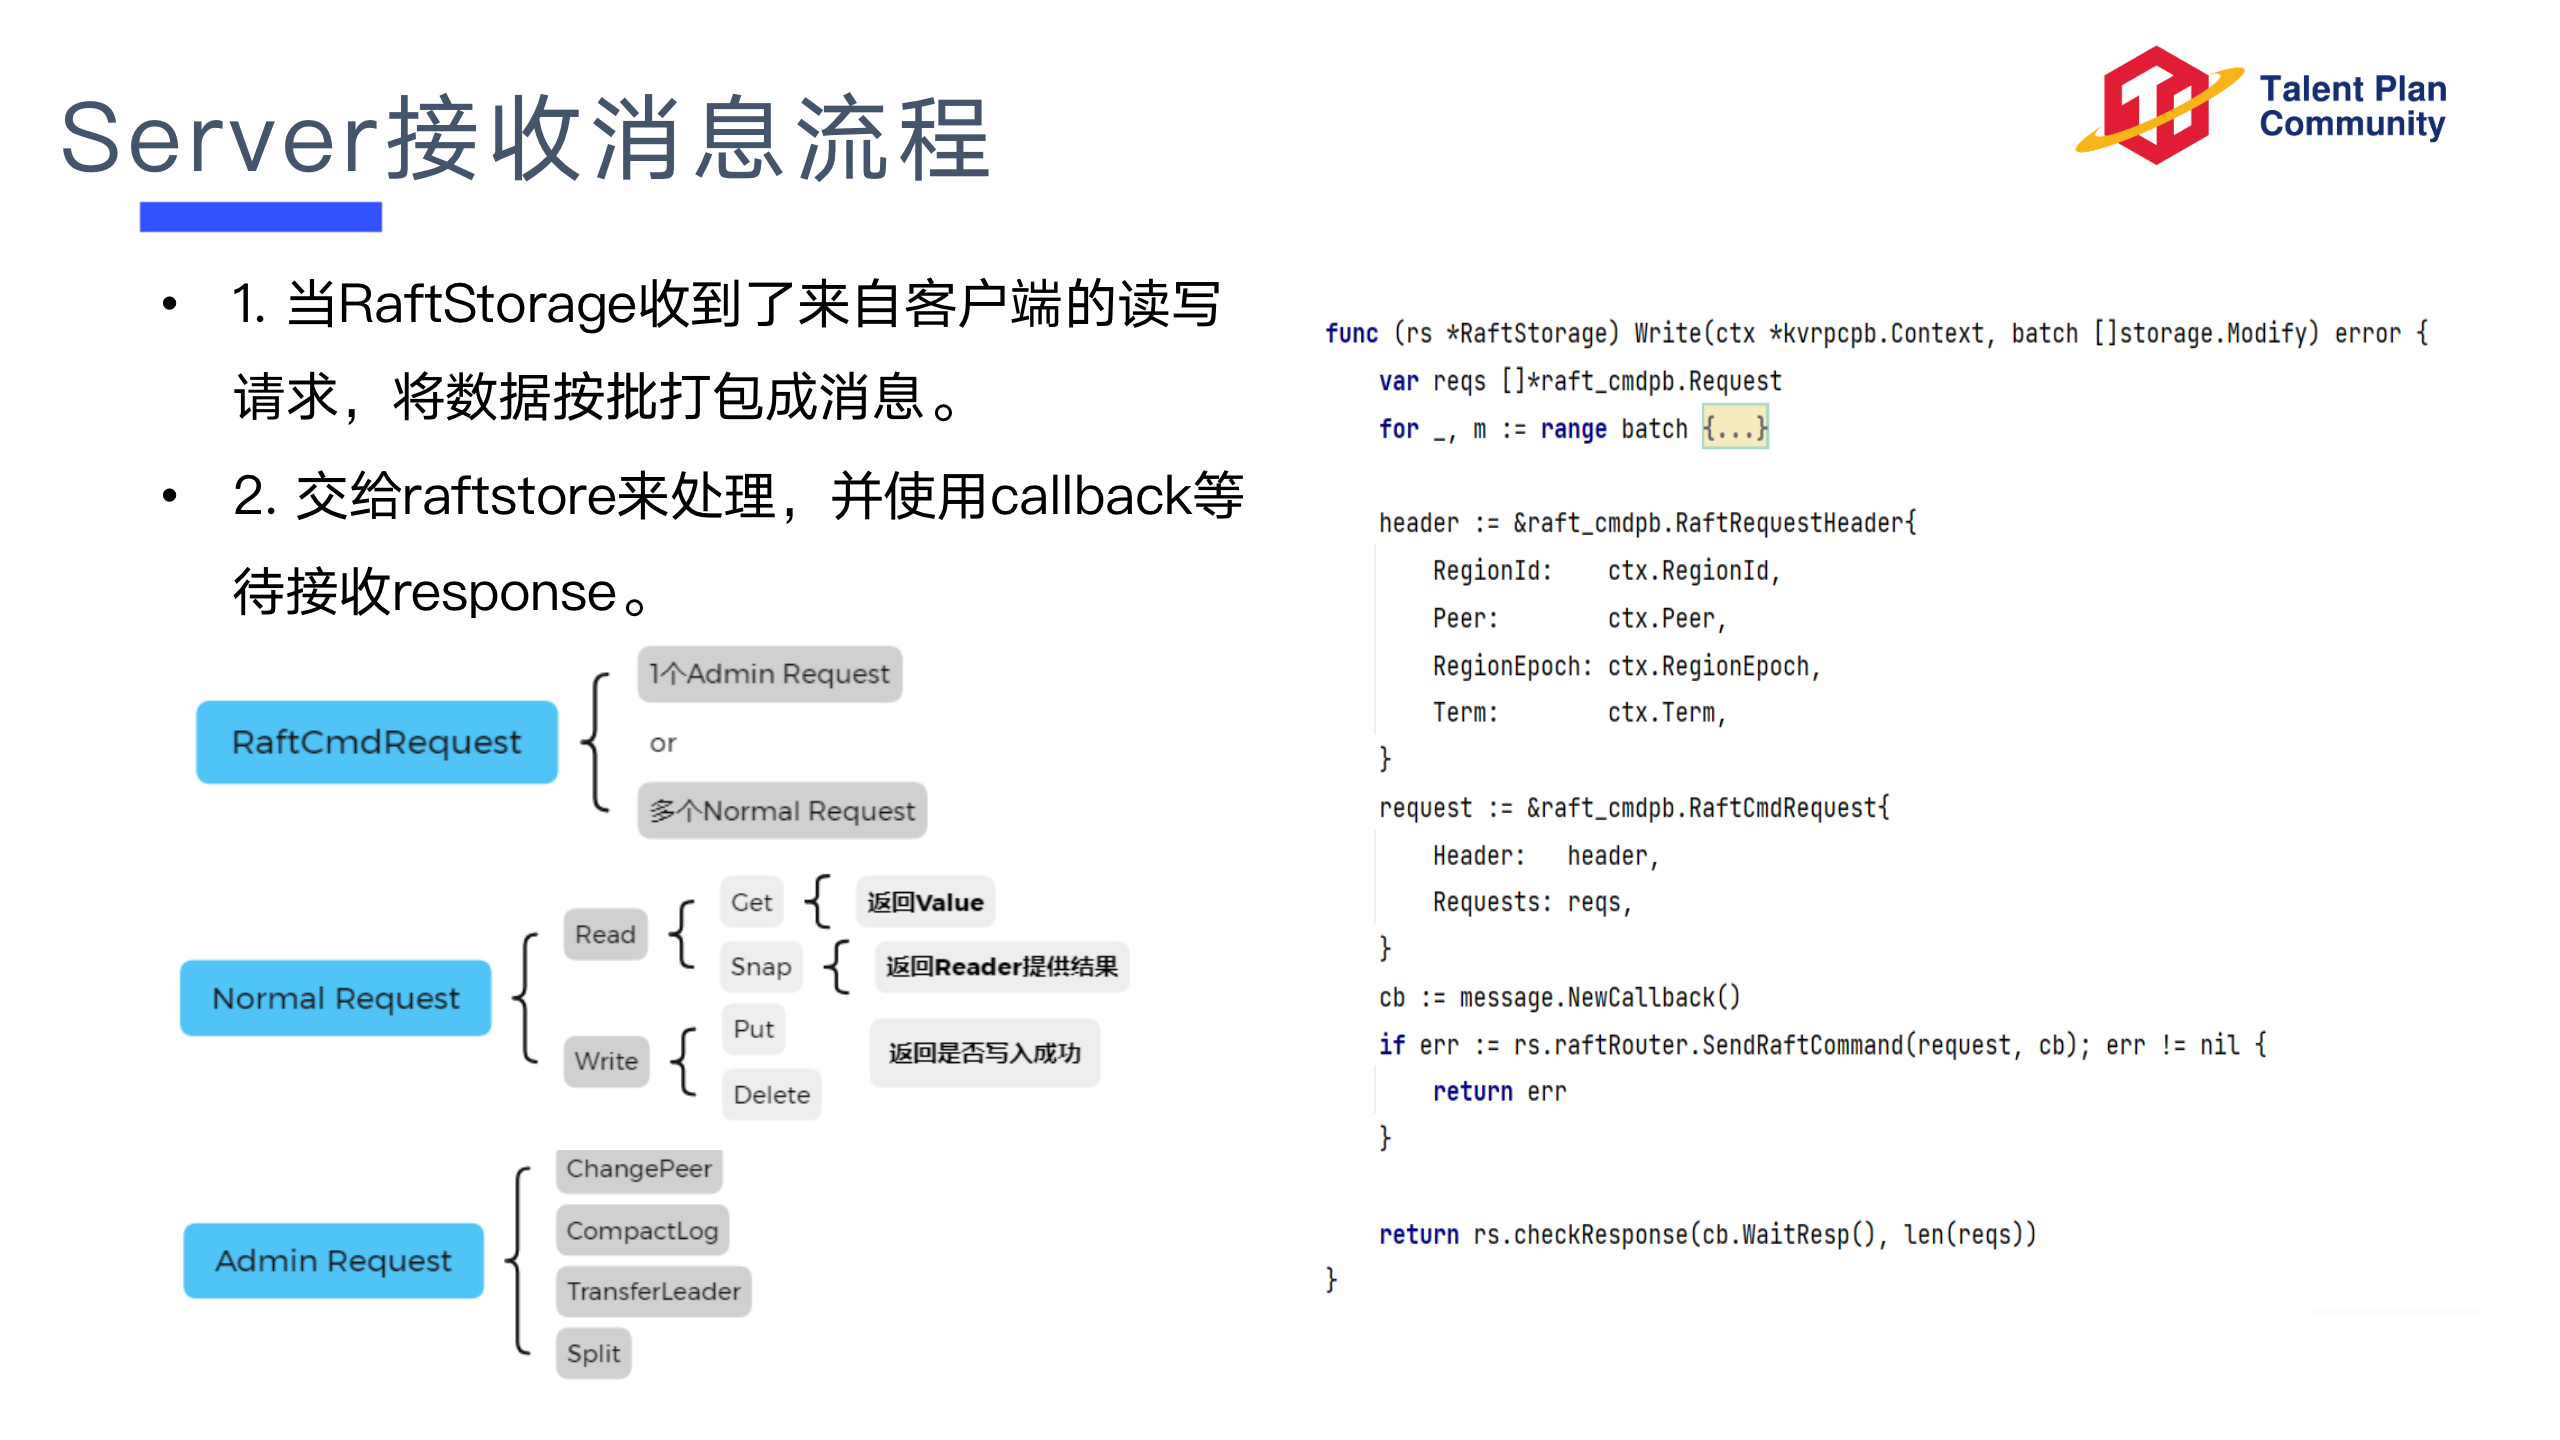 Server接收消息流程
Talent Plan
Community
• 1. 当RaftStorage收到了来自客户端的读写
请求，将数据按批打包成消息。
• 2. 交给raftstore来处理，并使用callback等
待接收response。
RaftCmdRequest
1个Admin Request
or
多个Normal Request
Normal Request
Read
Get
返回Value
Snap
返回Reader提供结果
Write
Put
Delete
返回是否写入成功
Admin Request
ChangePeer
CompactLog
TransferLeader
Split
func (rs *RaftStorage) Write(ctx *kvrpcpb.Context, batch []storage.Modify) error {
    var reqs []*raft_cmdpb.Request
    for _, m := range batch {...}

    header := &raft_cmdpb.RaftRequestHeader{
        RegionId:    ctx.RegionId,
        Peer:        ctx.Peer,
        RegionEpoch: ctx.RegionEpoch,
        Term:        ctx.Term,
    }
    request := &raft_cmdpb.RaftCmdRequest{
        Header:   header,
        Requests: reqs,
    }
    cb := message.NewCallback()
    if err := rs.raftRouter.SendRaftCommand(request, cb); err != nil {
        return err
    }

    return rs.checkResponse(cb.WaitResp(), len(reqs))
}